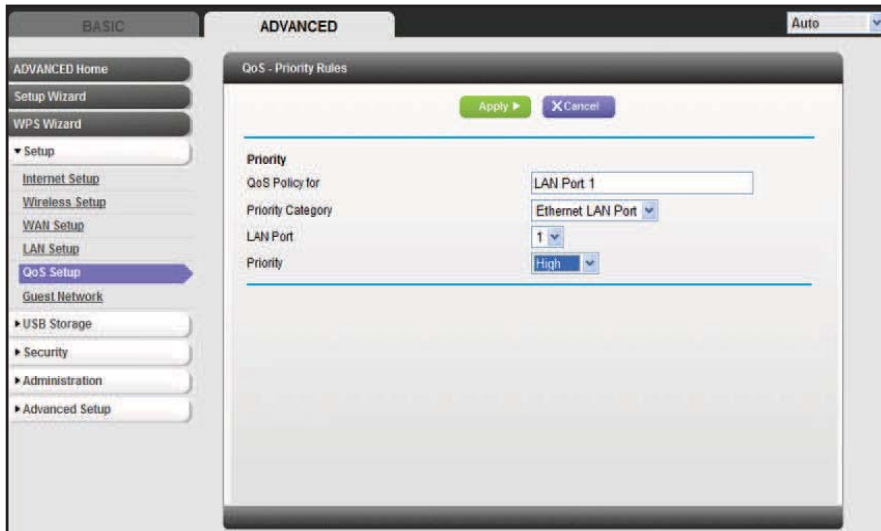 BASIC
ADVANCED
Auto
ADVANCED Home
Setup Wizard
WPS Wizard
Setup
Internet Setup
Wireless Setup
WAN Setup
LAN Setup
QoS Setup
Guest Network
USB Storage
Security
Administration
Advanced Setup
QoS - Priority Rules
Apply
Cancel
Priority
QoS Policy for LAN Port 1
Priority Category Ethernet LAN Port
LAN Port 1
Priority High